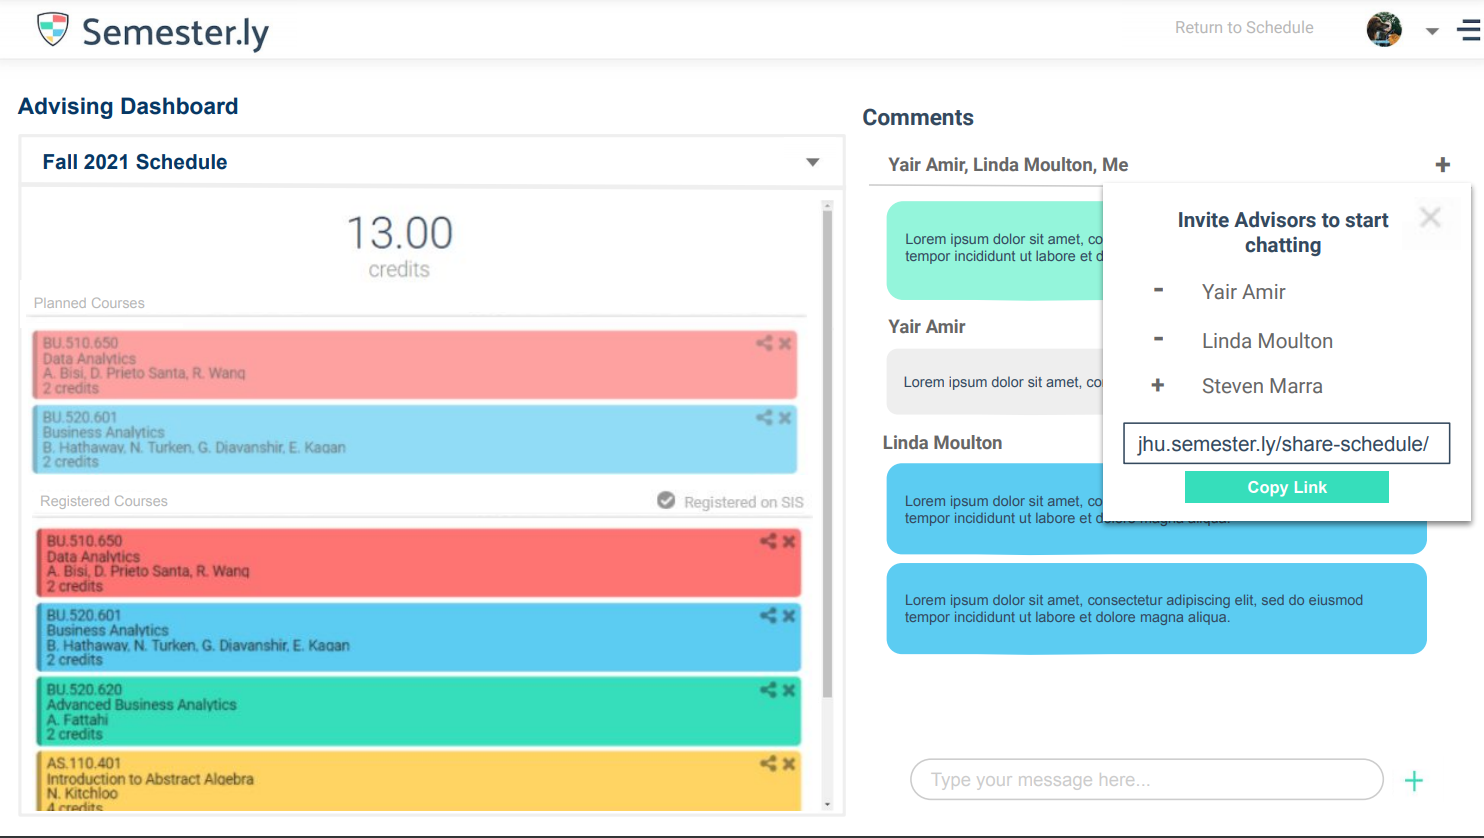 Semester.ly
Return to Schedule
Advising Dashboard
Fall 2021 Schedule
13.00
credits
Planned Courses
BU.510.650
Data Analytics
A. Bisi, D. Prieto Santa, R. Wang
2 credits
BU.520.601
Business Analytics
B. Hathaway, N. Turken, G. Djavanshir, E. Kagan
2 credits
Registered Courses
Registered on SIS
BU.510.650
Data Analytics
A. Bisi, D. Prieto Santa, R. Wang
2 credits
BU.520.601
Business Analytics
B. Hathaway, N. Turken, G. Djavanshir, E. Kagan
2 credits
BU.520.620
Advanced Business Analytics
A. Fattahi
2 credits
AS.110.401
Introduction to Abstract Algebra
N. Kitchloo
4 credits
Comments
Yair Amir, Linda Moulton, Me
+
Lorem ipsum dolor sit amet, co
tempor incididunt ut labore et d
Yair Amir
Lorem ipsum dolor sit amet, co
Linda Moulton
Lorem ipsum dolor sit amet, co
tempor incididunt ut labore et dolore magna aliqua.
Lorem ipsum dolor sit amet, consectetur adipiscing elit, sed do eiusmod
tempor incididunt ut labore et dolore magna aliqua.
Type your message here...
+
Invite Advisors to start
chatting
- Yair Amir
- Linda Moulton
+ Steven Marra
jhu.semester.ly/share-schedule/
Copy Link